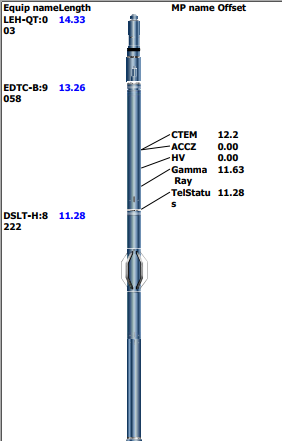 Equip nameLength MP name Offset
LEH-QT:0 14.33
03
EDTC-B:9 13.26
058
CTEM 12.2
ACCZ 0.00
HV 0.00
Gamma 11.63
Ray
TelStatu 11.28
s
DSLT-H:8 11.28
222